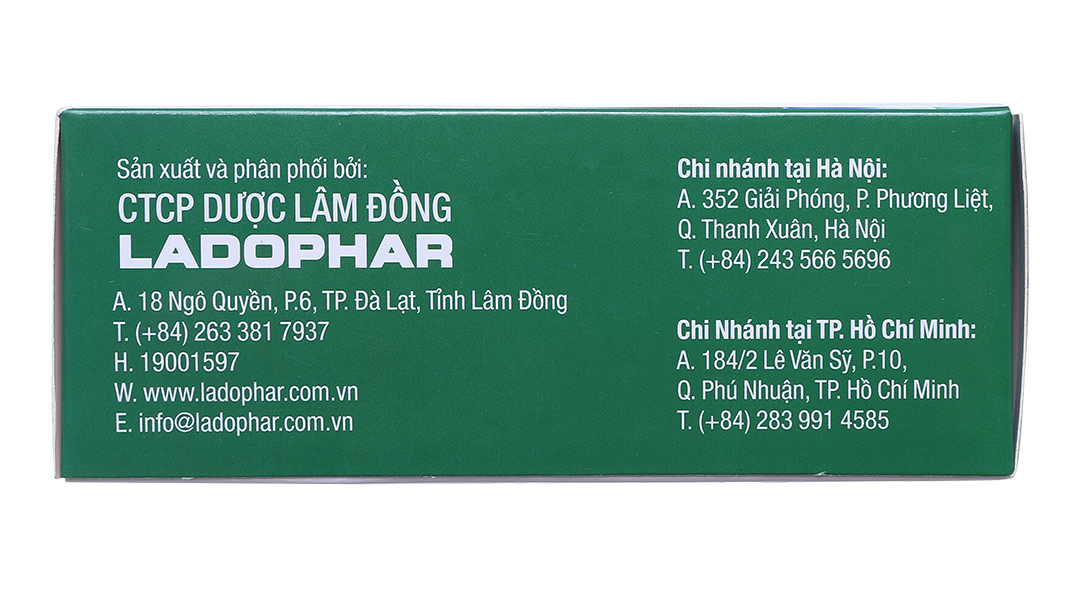 Sản xuất và phân phối bởi:
CTCP DƯỢC LÂM ĐỒNG
LADOPHAR
A. 18 Ngô Quyền, P.6, TP. Đà Lạt, Tỉnh Lâm Đồng
T. (+84) 263 381 7937
H. 19001597
W. www.ladophar.com.vn
E. info@ladophar.com.vn
Chi nhánh tại Hà Nội:
A. 352 Giải Phóng, P. Phương Liệt,
Q. Thanh Xuân, Hà Nội
T. (+84) 243 566 5696
Chi Nhánh tại TP. Hồ Chí Minh:
A. 184/2 Lê Văn Sỹ, P.10,
Q. Phú Nhuận, TP. Hồ Chí Minh
T. (+84) 283 991 4585